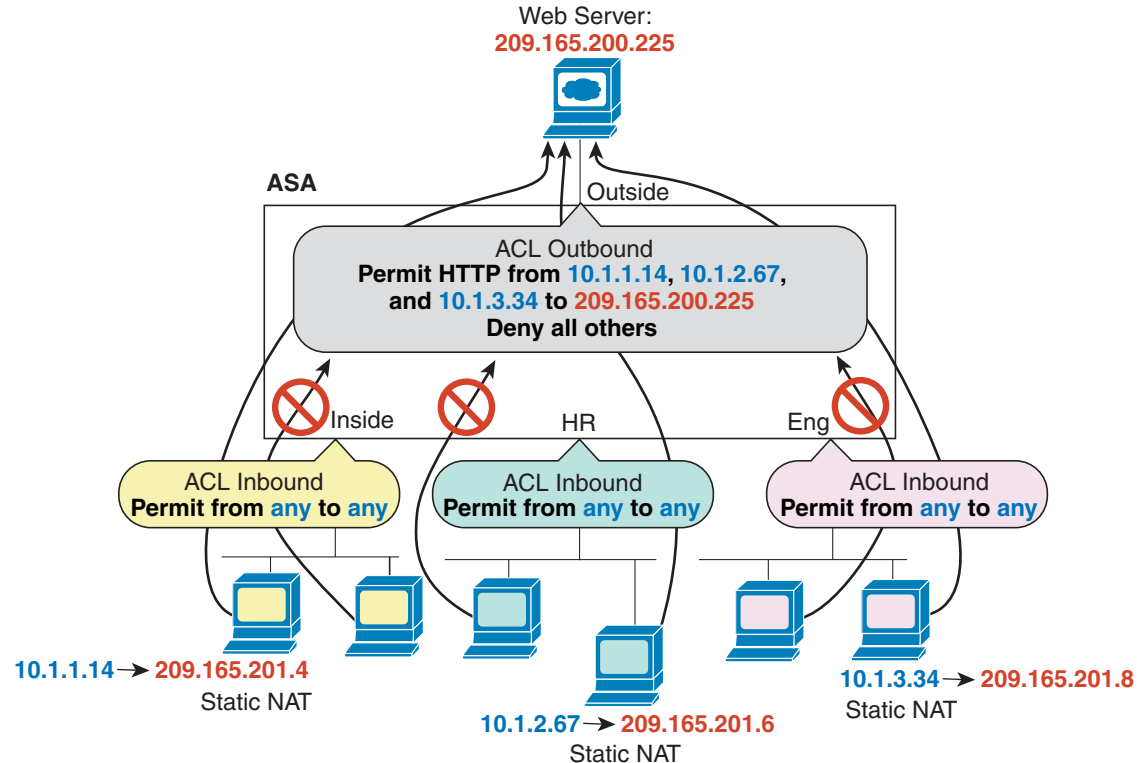 Web Server:
209.165.200.225
ASA
Outside
ACL Outbound
Permit HTTP from 10.1.1.14, 10.1.2.67,
and 10.1.3.34 to 209.165.200.225
Deny all others
Inside
HR
Eng
ACL Inbound
Permit from any to any
ACL Inbound
Permit from any to any
ACL Inbound
Permit from any to any
10.1.1.14 209.165.201.4
Static NAT
10.1.2.67 209.165.201.6
Static NAT
10.1.3.34 209.165.201.8
Static NAT